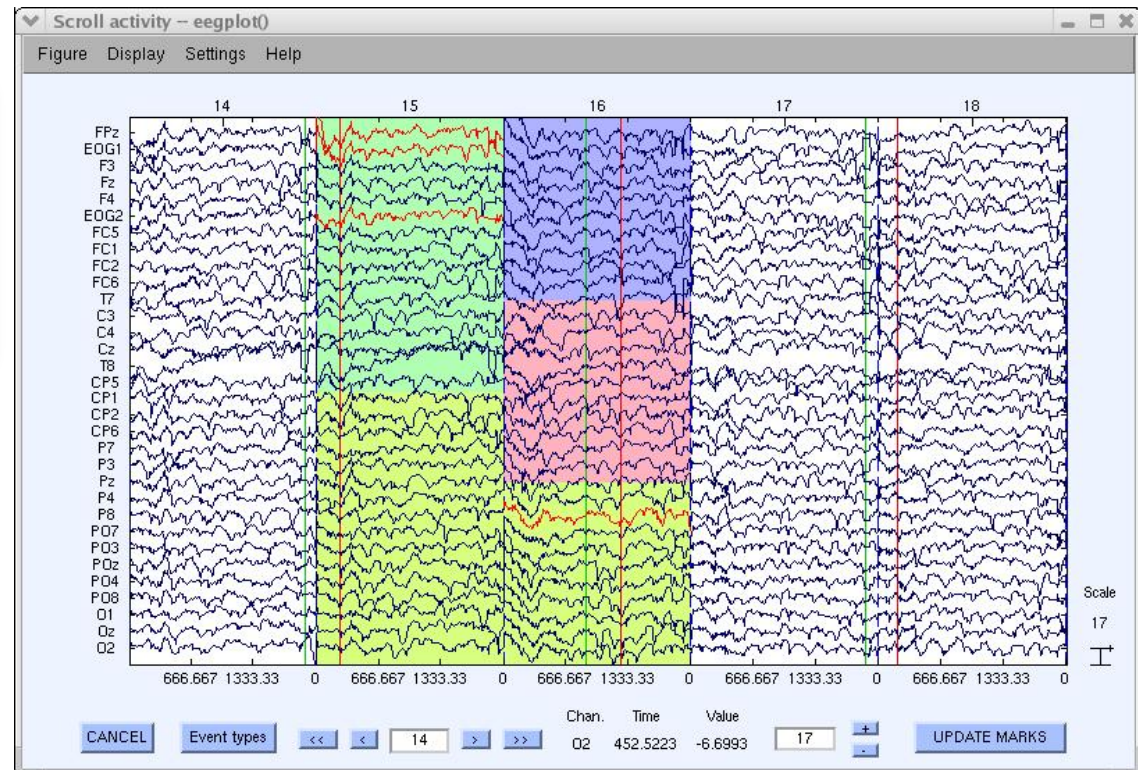 Scroll activity -- eegplot()
Figure Display Settings Help
14 15 16 17 18
FPz
EOG1
F3
Fz
F4
EOG2
FC5
FC1
FC2
FC6
T7
C3
C4
Cz
T8
CP5
CP1
CP2
CP6
P7
P3
Pz
P4
P8
PO7
PO3
POz
PO4
PO8
O1
Oz
O2
Scale
17
666.667 1333.33 0 666.667 1333.33 0 666.667 1333.33 0 666.667 1333.33 0 666.667 1333.33 0
Chan. Time Value
CANCEL Event types << < 14 > >> O2 452.5223 -6.6993 17 + - UPDATE MARKS